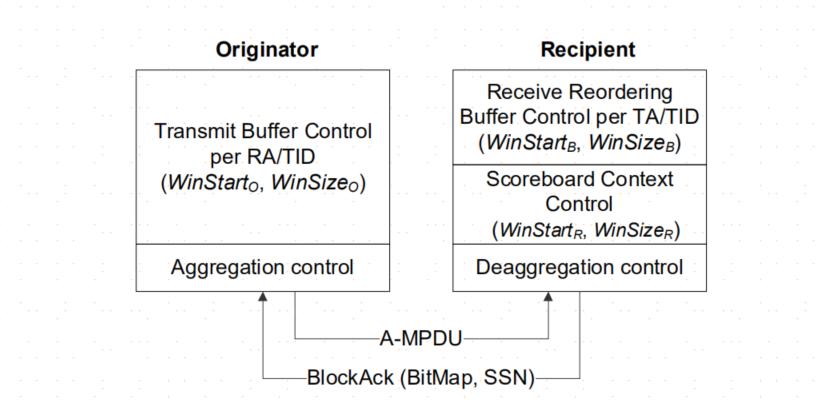 Originator
Transmit Buffer Control
per RA/TID
(WinStartO, WinSizeO)
Aggregation control
Recipient
Receive Reordering
Buffer Control per TA/TID
(WinStartB, WinSizeB)
Scoreboard Context
Control
(WinStartR, WinSizeR)
Deaggregation control
A-MPDU
BlockAck (BitMap, SSN)